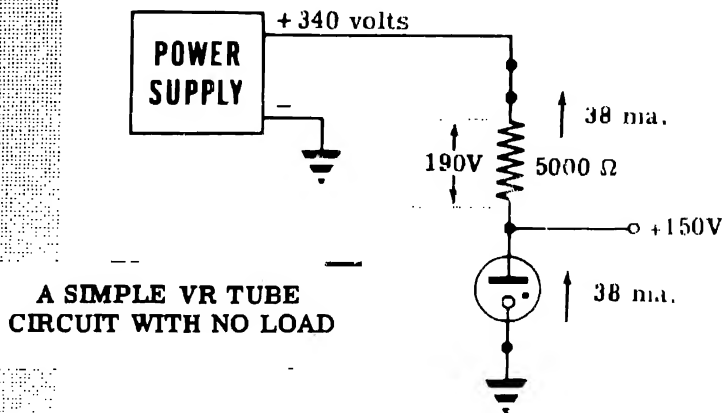 + 340 volts
POWER
SUPPLY
–
38 ma.
190V
5000 Ω
+150V
38 ma.
A SIMPLE VR TUBE
CIRCUIT WITH NO LOAD